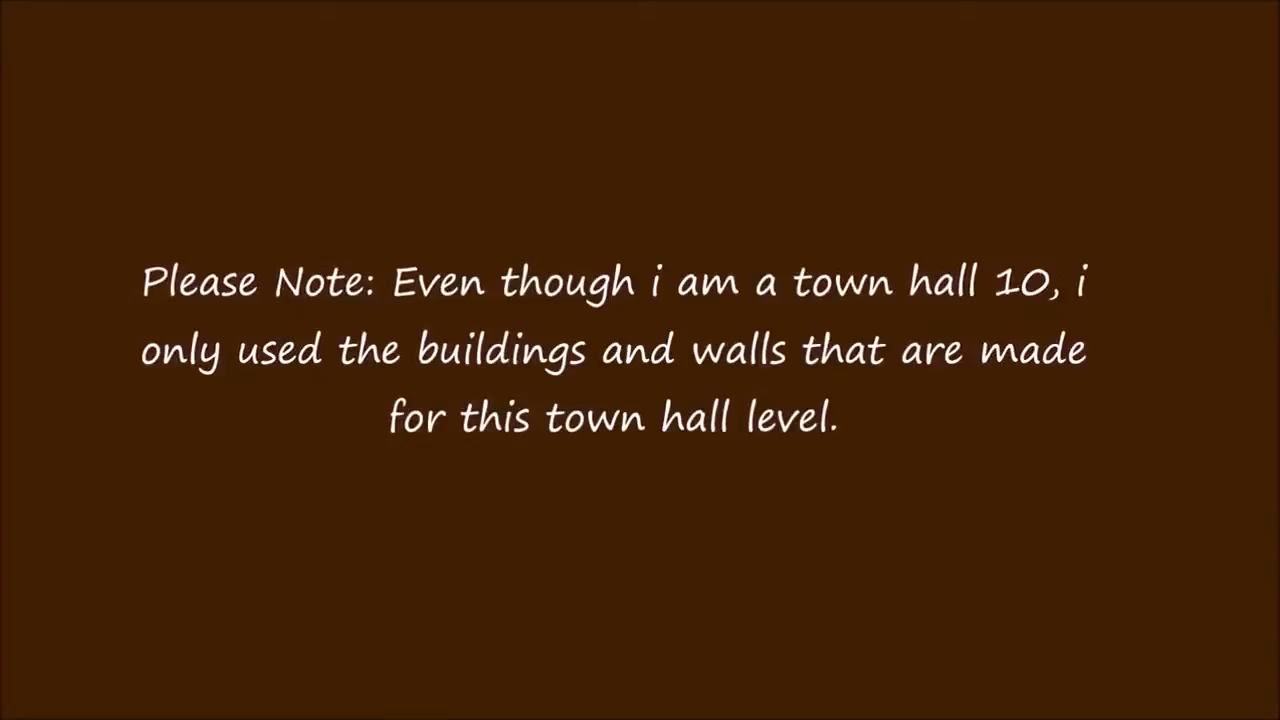 Please Note: Even though i am a town hall 10, i
only used the buildings and walls that are made
for this town hall level.